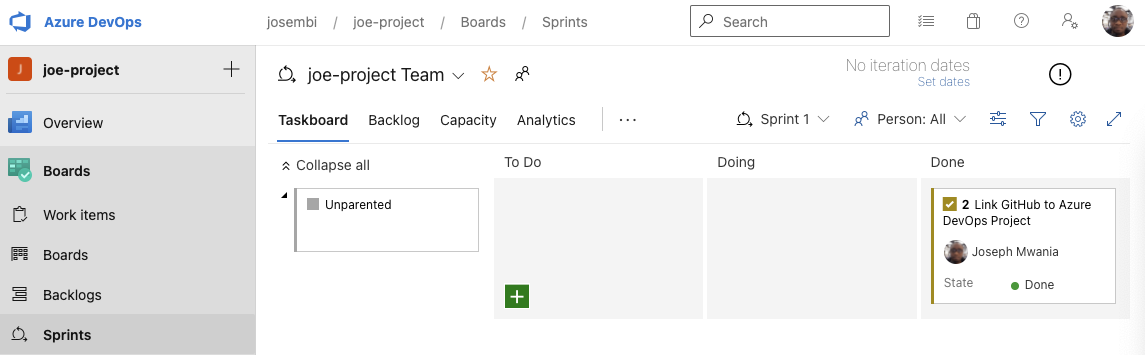 Azure DevOps
josembi / joe-project / Boards / Sprints
Search
J joe-project
joe-project Team
No iteration dates
Set dates
Overview
Taskboard Backlog Capacity Analytics
Sprint 1
Person: All
Boards
Collapse all
To Do
Doing
Done
Unparented
2 Link GitHub to Azure
DevOps Project
Joseph Mwania
State
Done
Work items
Boards
Backlogs
Sprints